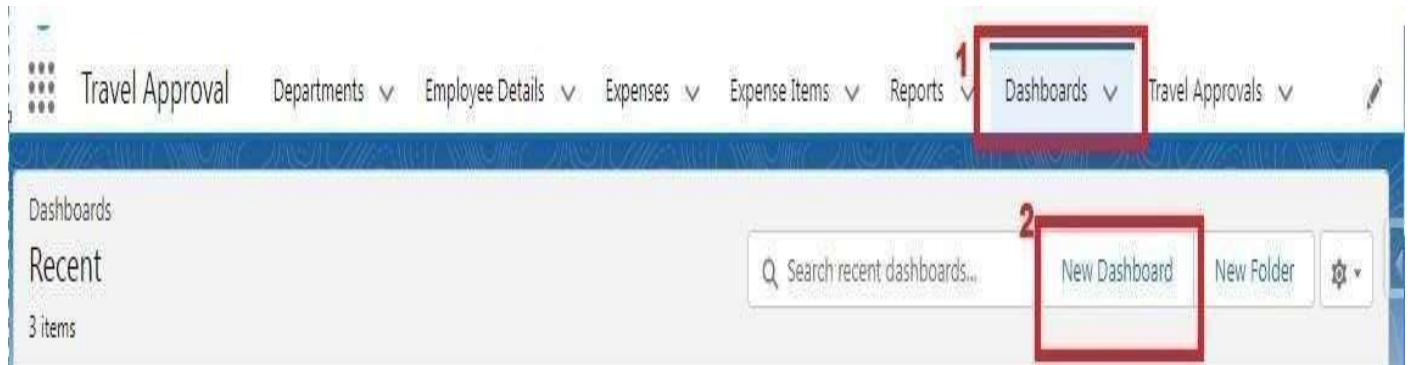 1
Travel Approval Departments Employee Details Expenses Expense Items Reports Dashboards Travel Approvals
Dashboards
2
Recent
Search recent dashboards... New Dashboard New Folder
3 items